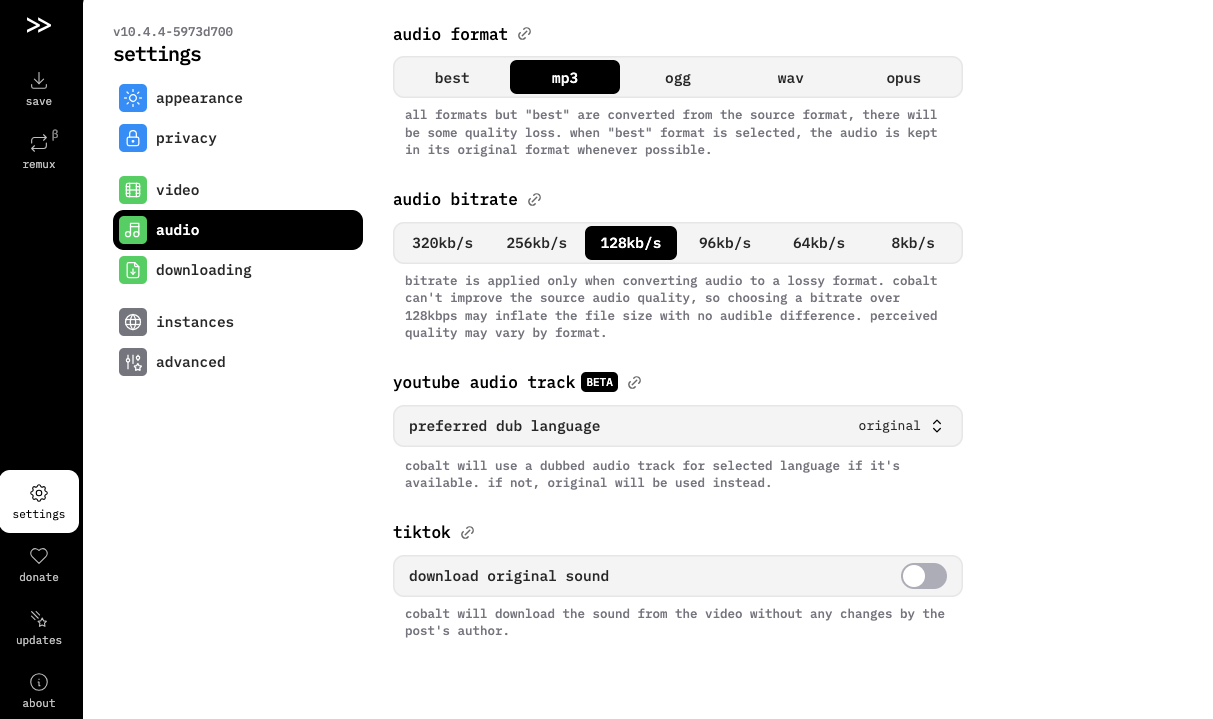 save
remux β
settings
donate
updates
about
v10.4.4-5973d700
settings
appearance
privacy
video
audio
downloading
instances
advanced
audio format
best mp3 ogg wav opus
all formats but "best" are converted from the source format, there will
be some quality loss. when "best" format is selected, the audio is kept
in its original format whenever possible.
audio bitrate
320kb/s 256kb/s 128kb/s 96kb/s 64kb/s 8kb/s
bitrate is applied only when converting audio to a lossy format. cobalt
can't improve the source audio quality, so choosing a bitrate over
128kbps may inflate the file size with no audible difference. perceived
quality may vary by format.
youtube audio track BETA
preferred dub language original
cobalt will use a dubbed audio track for selected language if it's
available. if not, original will be used instead.
tiktok
download original sound
cobalt will download the sound from the video without any changes by the
post's author.